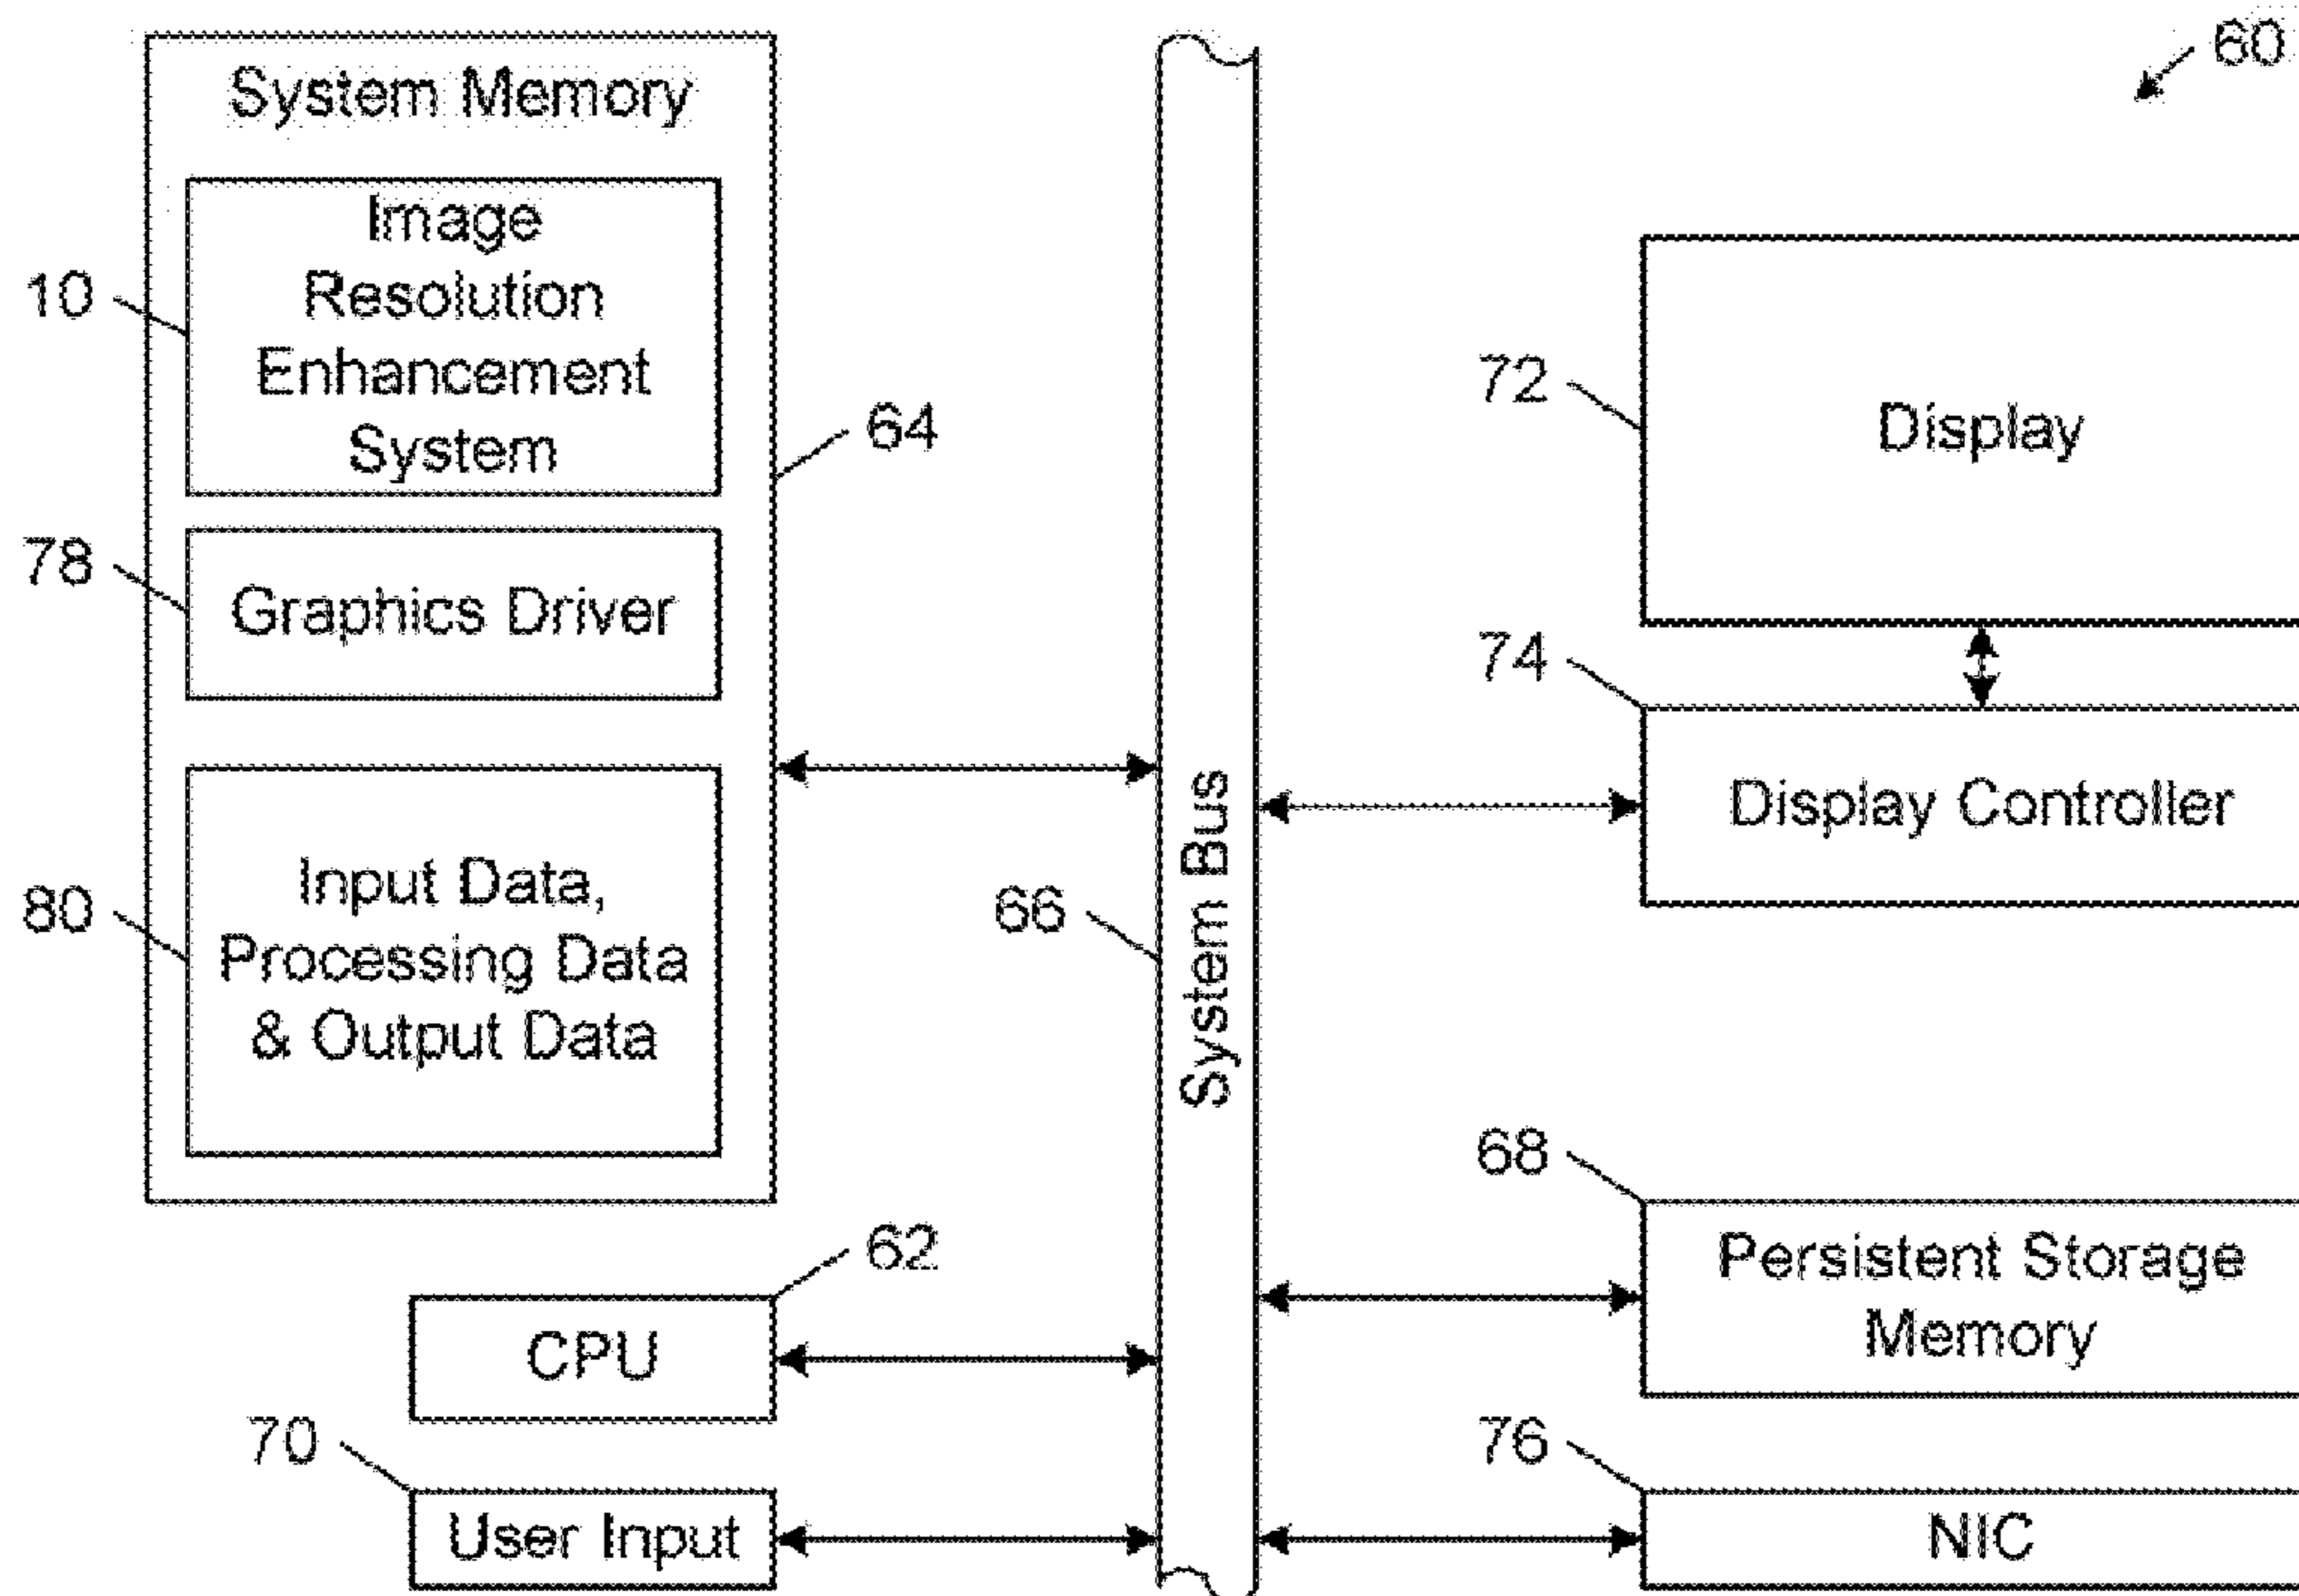 60
System Memory
Image
Resolution
Enhancement
System
10
64
78
Graphics Driver
80
Input Data,
Processing Data
& Output Data
66
System Bus
72
Display
74
Display Controller
68
Persistent Storage
Memory
62
CPU
70
User Input
76
NIC